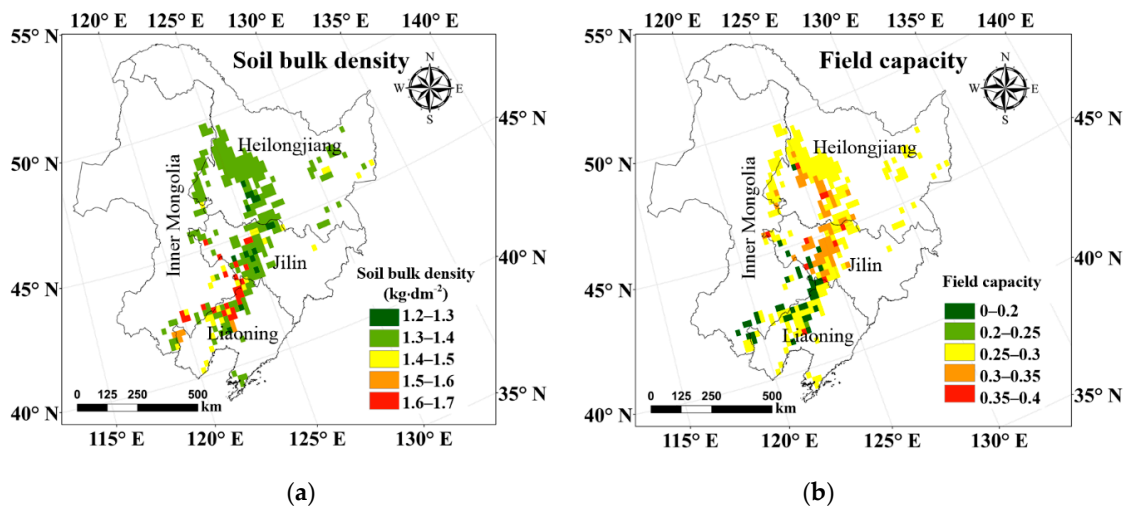 120° E 125° E 130° E 135° E
55° N
Soil bulk density
N
W E
S
45° N
50° N
Heilongjiang
Inner Mongolia
40° N
Jilin
45° N
Soil bulk density
(kg·dm⁻²)
1.2–1.3
1.3–1.4
1.4–1.5
1.5–1.6
1.6–1.7
Liaoning
0 125 250 500
km
35° N
40° N
115° E 120° E 125° E 130° E
(a)
120° E 125° E 130° E 135° E
55° N
Field capacity
N
W E
S
45° N
50° N
Heilongjiang
Inner Mongolia
40° N
Jilin
45° N
Field capacity
0–0.2
0.2–0.25
0.25–0.3
0.3–0.35
0.35–0.4
Liaoning
0 125 250 500
km
35° N
40° N
115° E 120° E 125° E 130° E
(b)